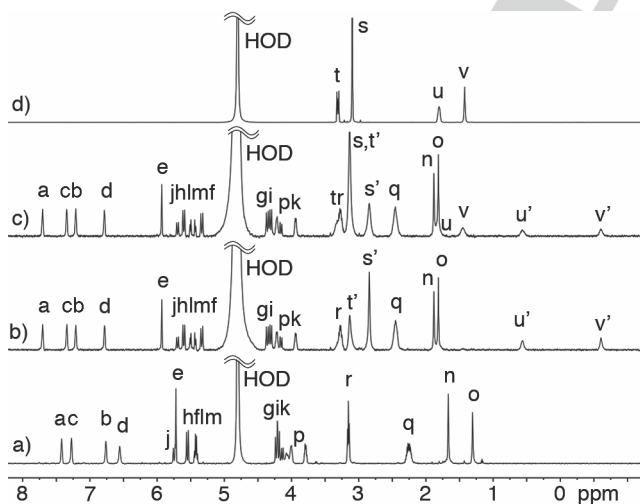 s
HOD
t
u
v
d)
e
HOD
s,t’
n
o
a
cb
d
jhlmf
gi
pk
tr
s’
q
u
v
u’
v’
c)
e
HOD
s’
n
o
a
cb
d
jhlmf
gi
pk
r
t’
q
u’
v’
b)
e
HOD
r
n
o
ac
b
d
j
hflm
gik
p
q
a)
8 7 6 5 4 3 2 1 0 ppm